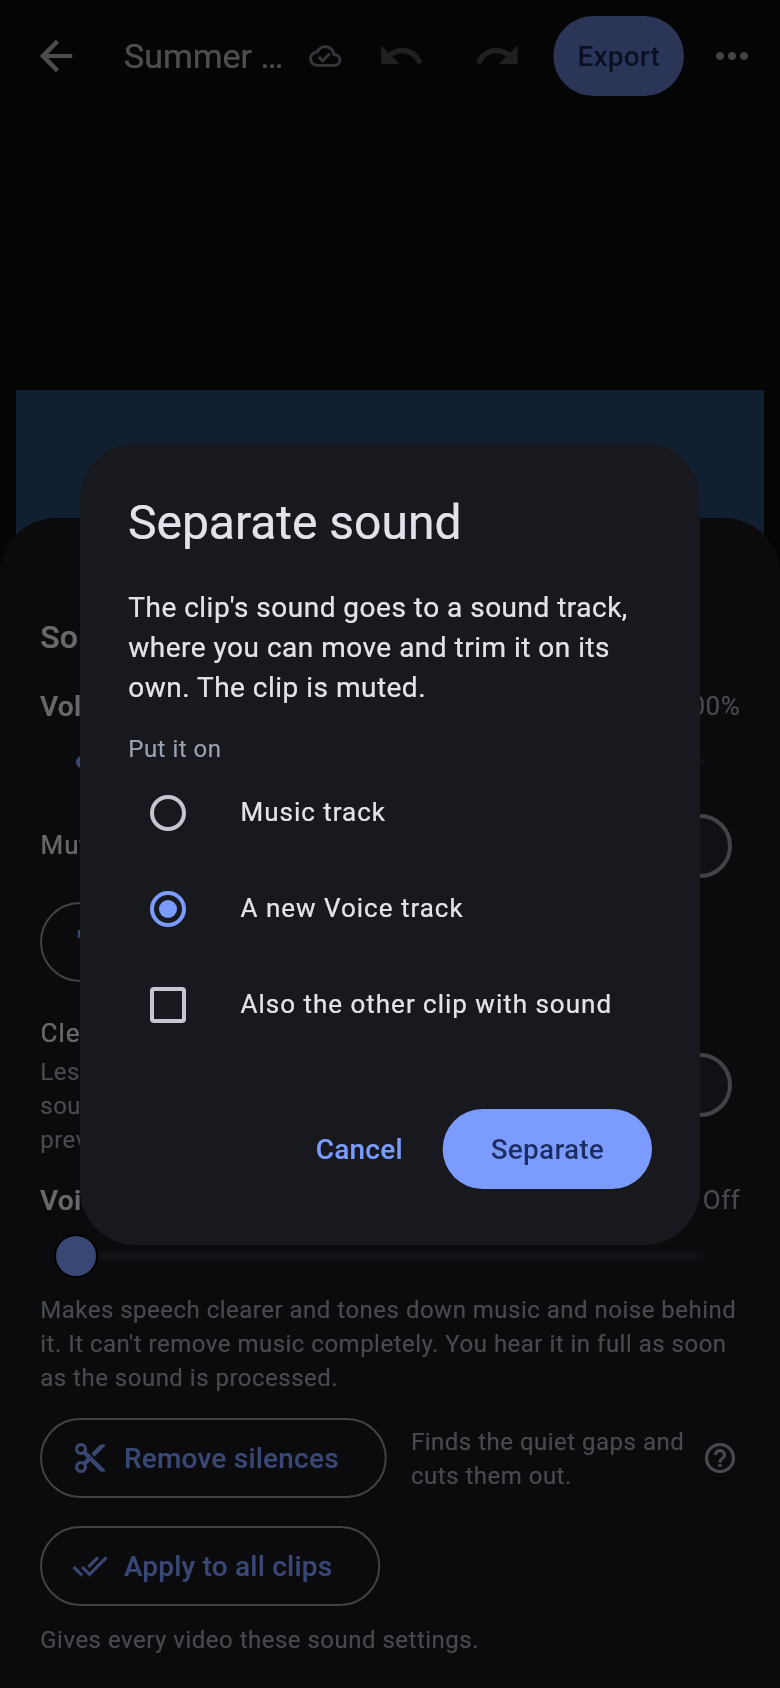 Summer ...
Export
Separate sound
The clip's sound goes to a sound track,
where you can move and trim it on its
own. The clip is muted.
Put it on
Music track
A new Voice track
Also the other clip with sound
Cancel
Separate
Off
Makes speech clearer and tones down music and noise behind
it. It can't remove music completely. You hear it in full as soon
as the sound is processed.
Remove silences
Finds the quiet gaps and
cuts them out.
Apply to all clips
Gives every video these sound settings.